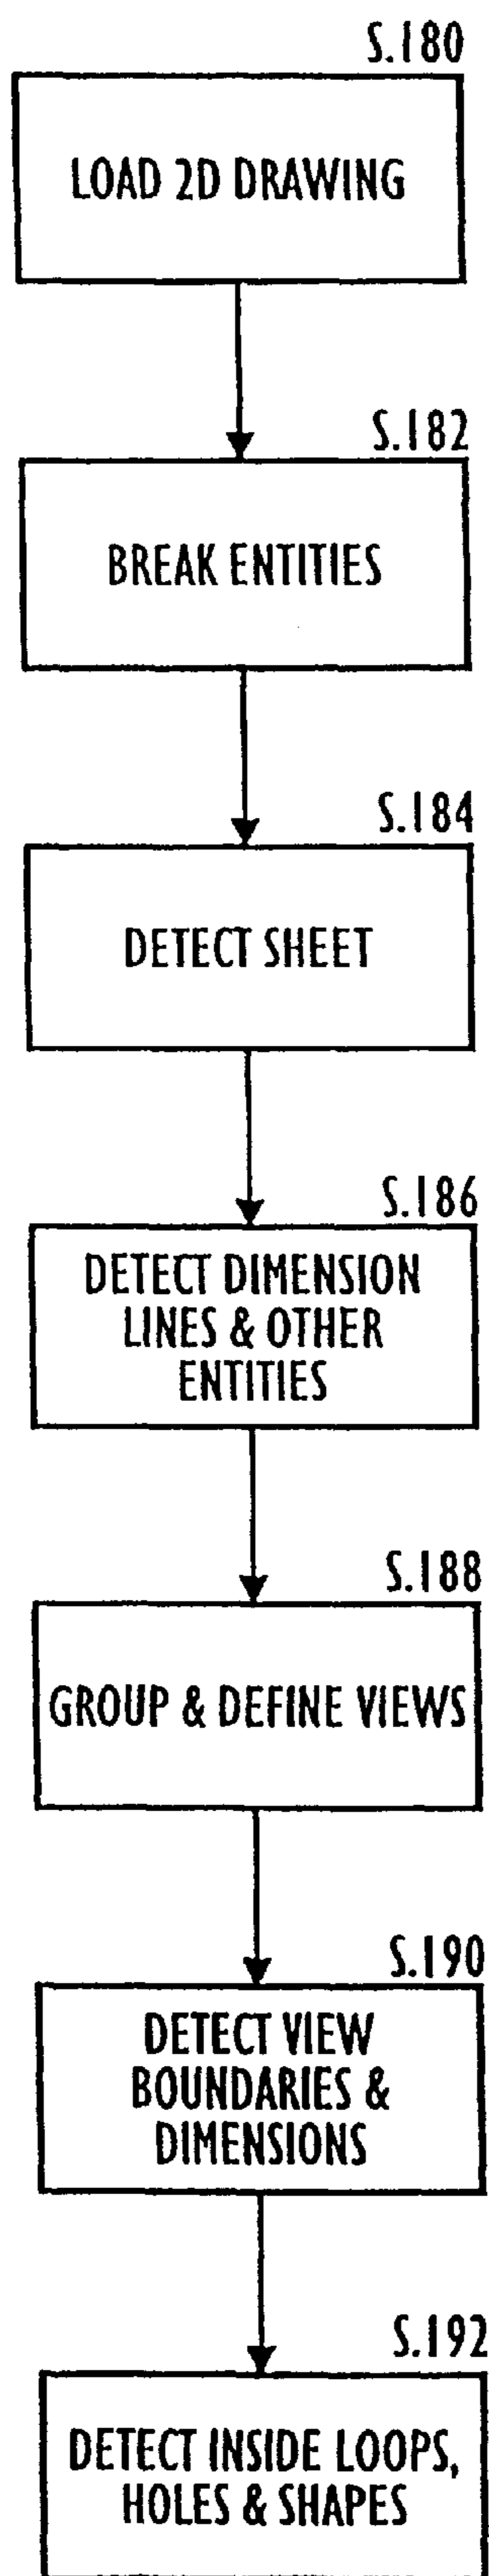 S.180
LOAD 2D DRAWING
S.182
BREAK ENTITIES
S.184
DETECT SHEET
S.186
DETECT DIMENSION
LINES & OTHER
ENTITIES
S.188
GROUP & DEFINE VIEWS
S.190
DETECT VIEW
BOUNDARIES &
DIMENSIONS
S.192
DETECT INSIDE LOOPS,
HOLES & SHAPES